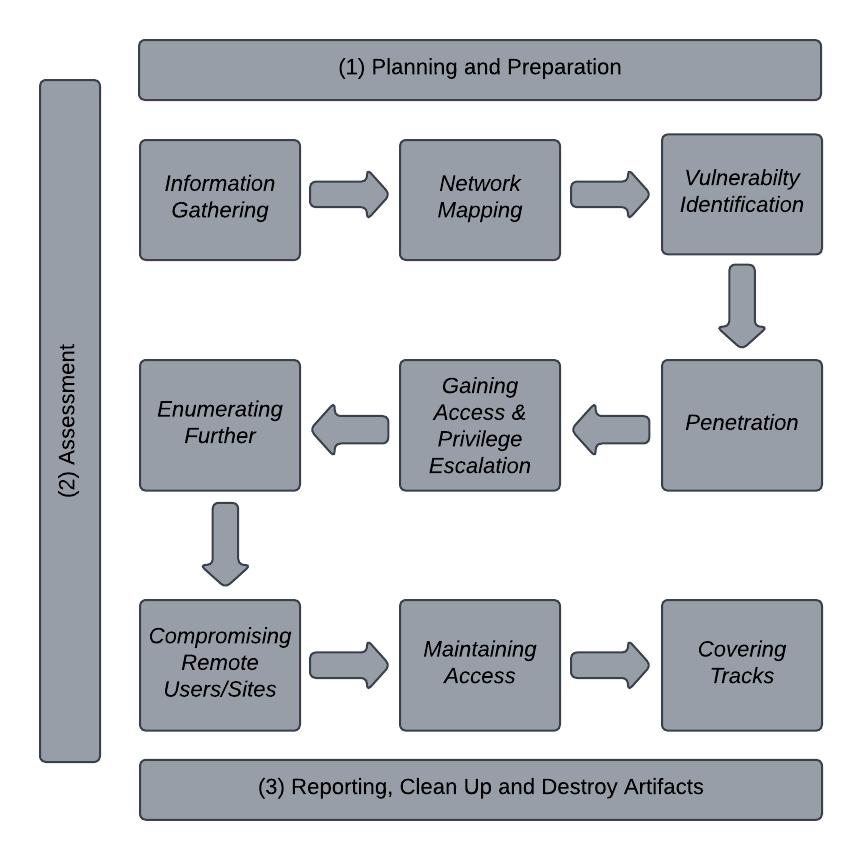 (1) Planning and Preparation
(2) Assessment
Information
Gathering
Network
Mapping
Vulnerabilty
Identification
Penetration
Gaining
Access &
Privilege
Escalation
Enumerating
Further
Compromising
Remote
Users/Sites
Maintaining
Access
Covering
Tracks
(3) Reporting, Clean Up and Destroy Artifacts